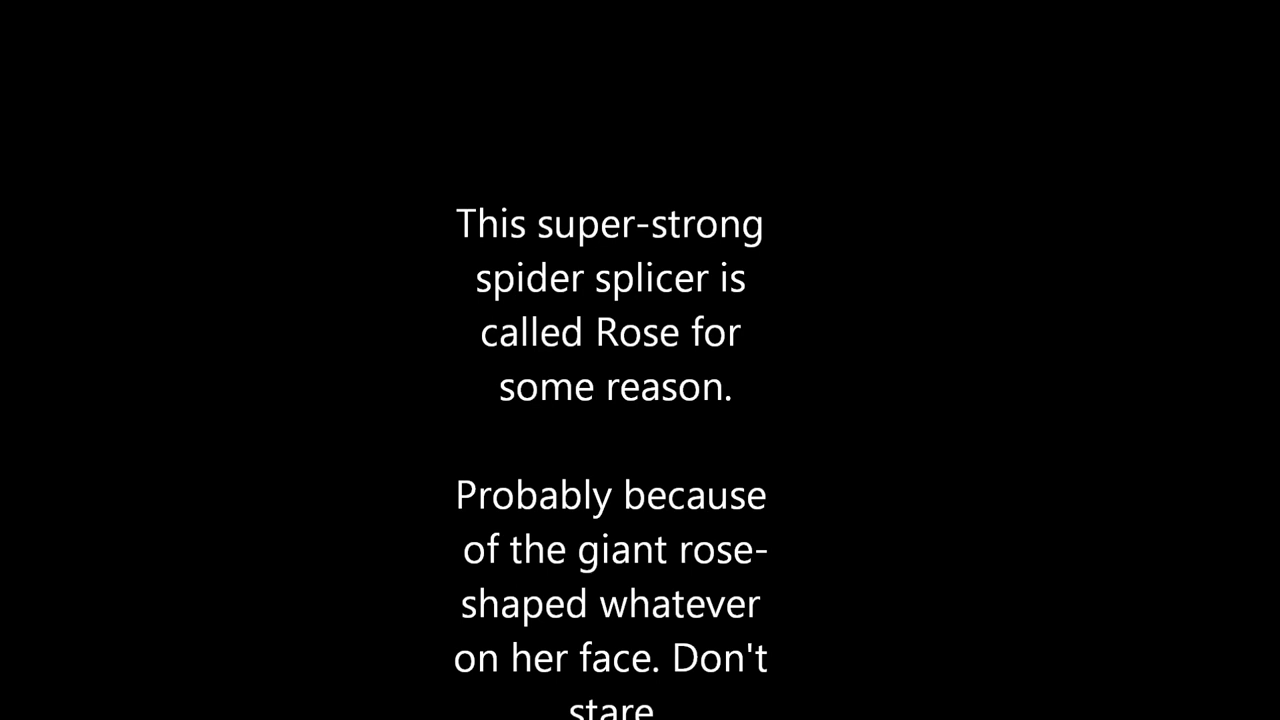 This super-strong
spider splicer is
called Rose for
some reason.
Probably because
of the giant rose-
shaped whatever
on her face. Don't
stare